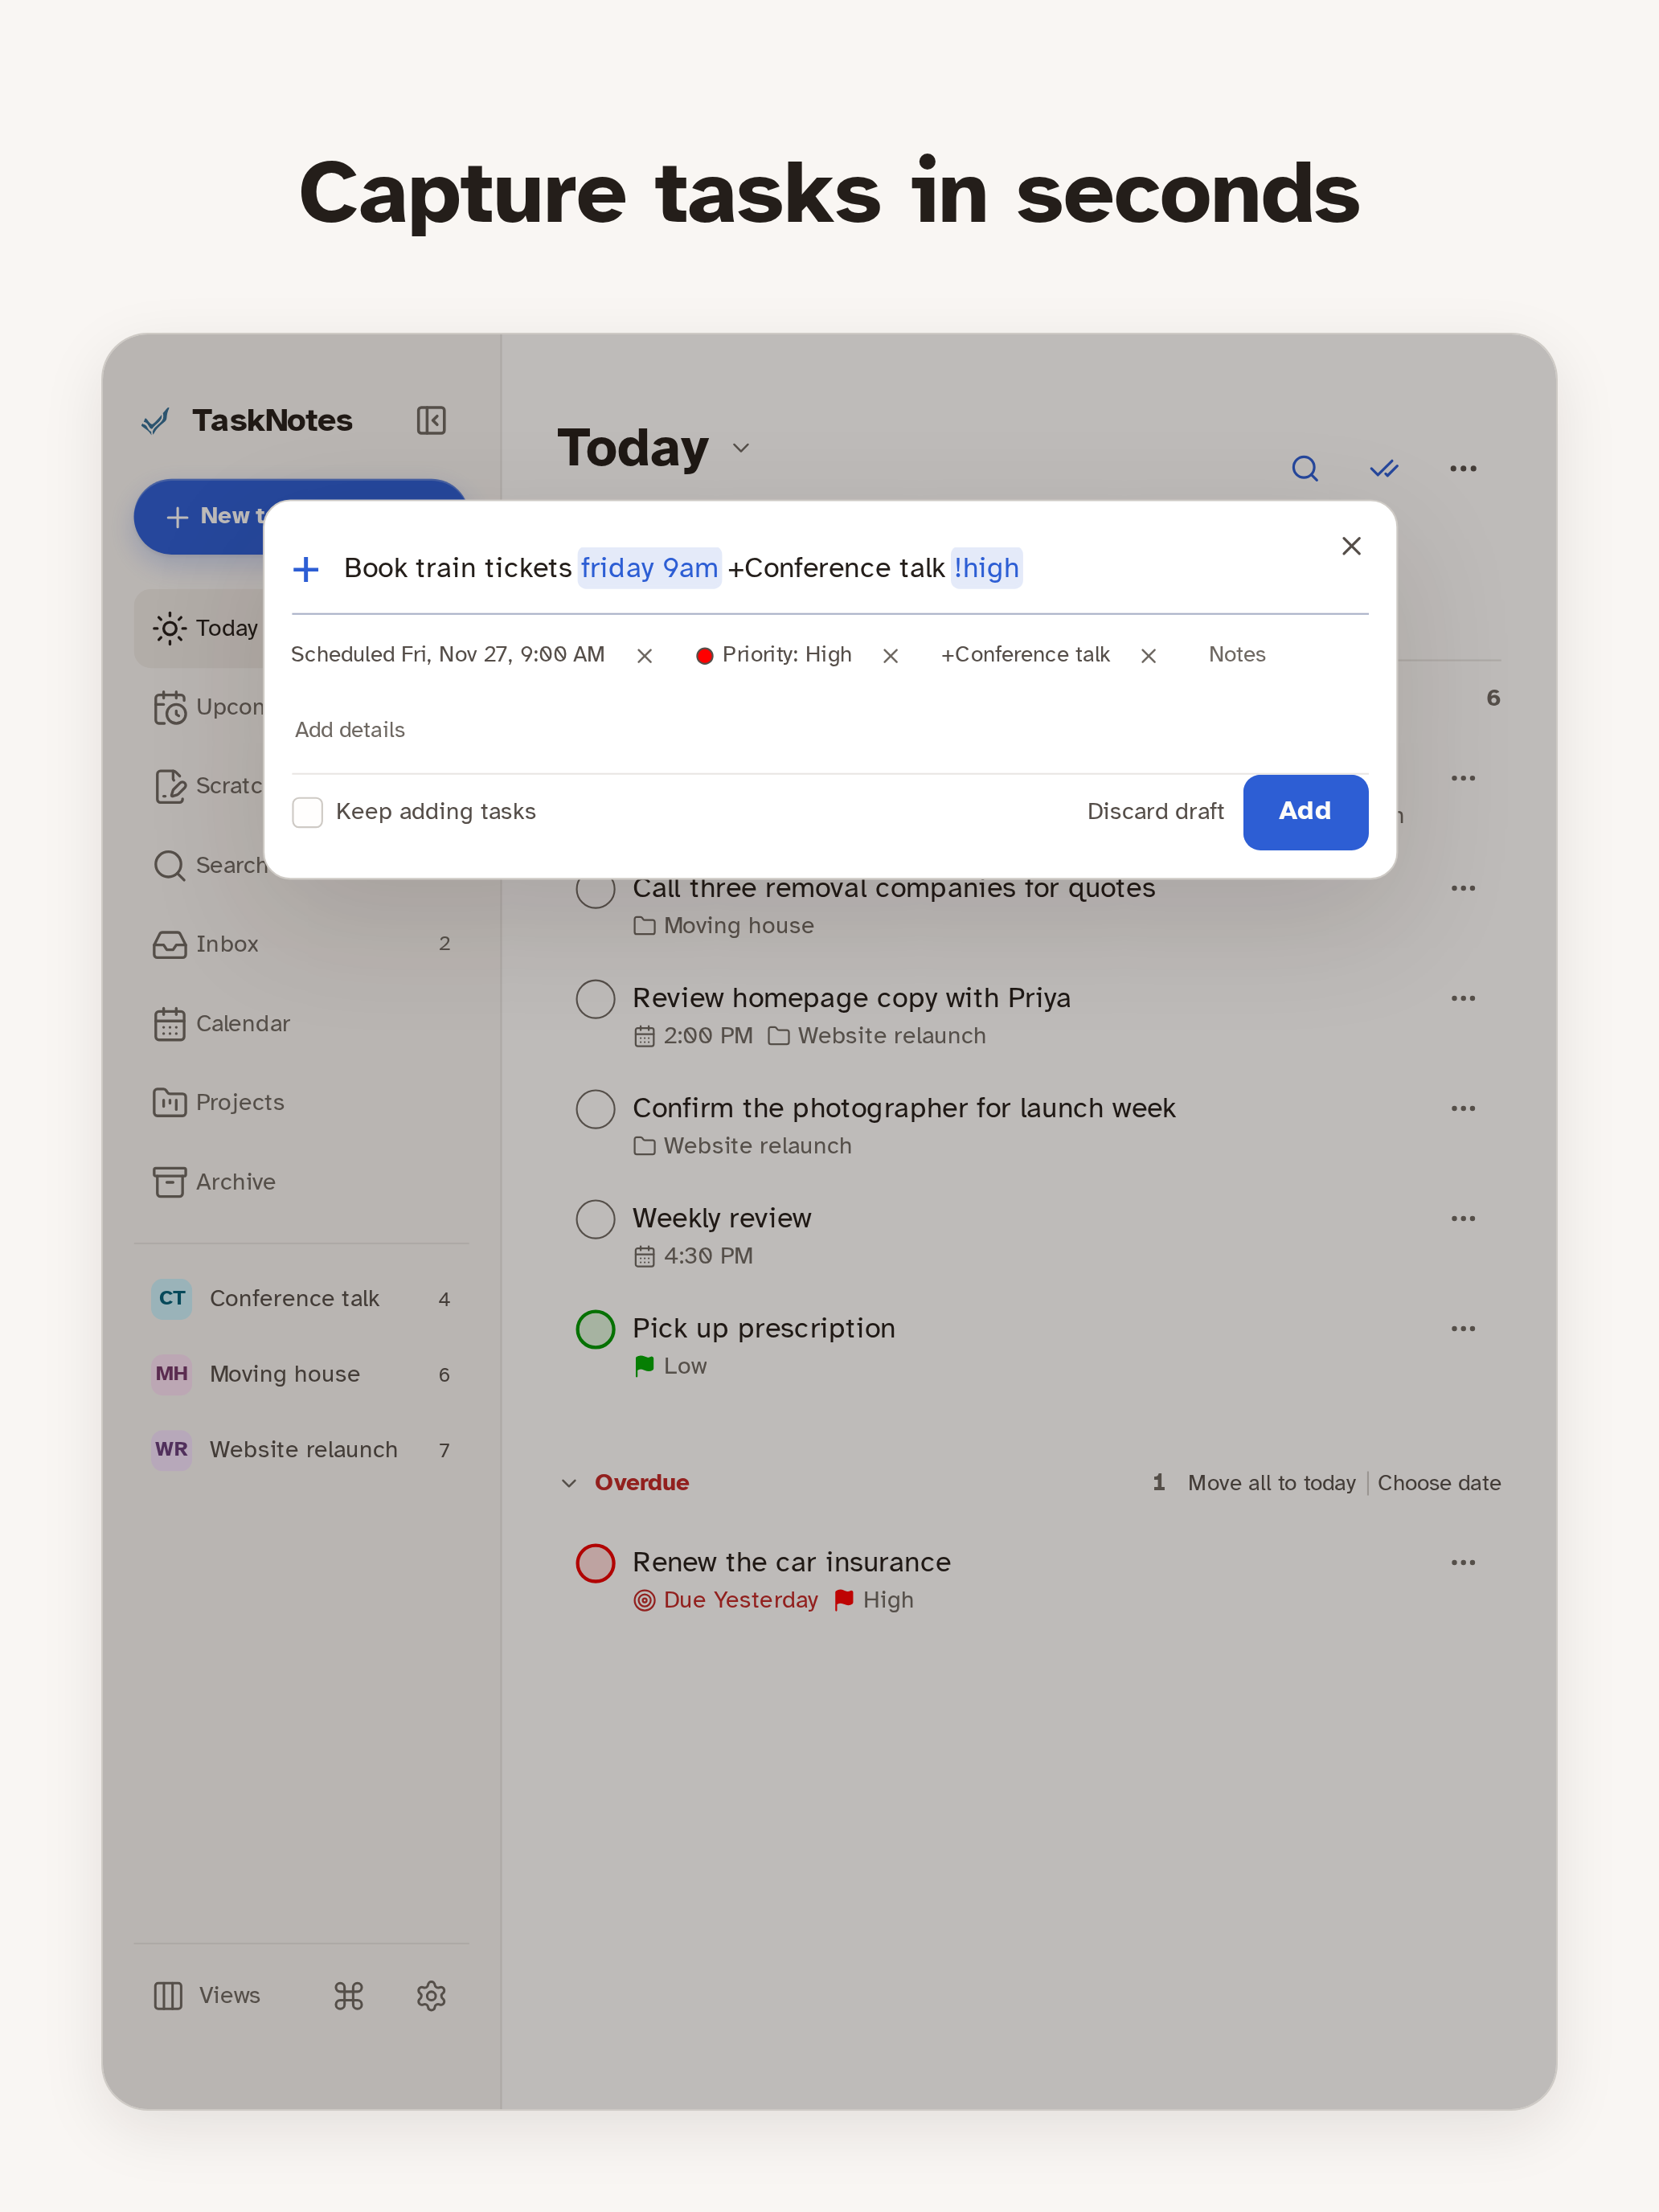 Capture tasks in seconds
TaskNotes
Today
New t
Book train tickets friday 9am +Conference talk !high
Scheduled Fri, Nov 27, 9:00 AM
Priority: High
+Conference talk
Notes
Add details
Keep adding tasks
Discard draft
Add
Today
Upcon
Scratc
Search
Inbox 2
Calendar
Projects
Archive
CT Conference talk 4
MH Moving house 6
WR Website relaunch 7
Views
6
Call three removal companies for quotes
Moving house
Review homepage copy with Priya
2:00 PM Website relaunch
Confirm the photographer for launch week
Website relaunch
Weekly review
4:30 PM
Pick up prescription
Low
Overdue 1 Move all to today Choose date
Renew the car insurance
Due Yesterday High